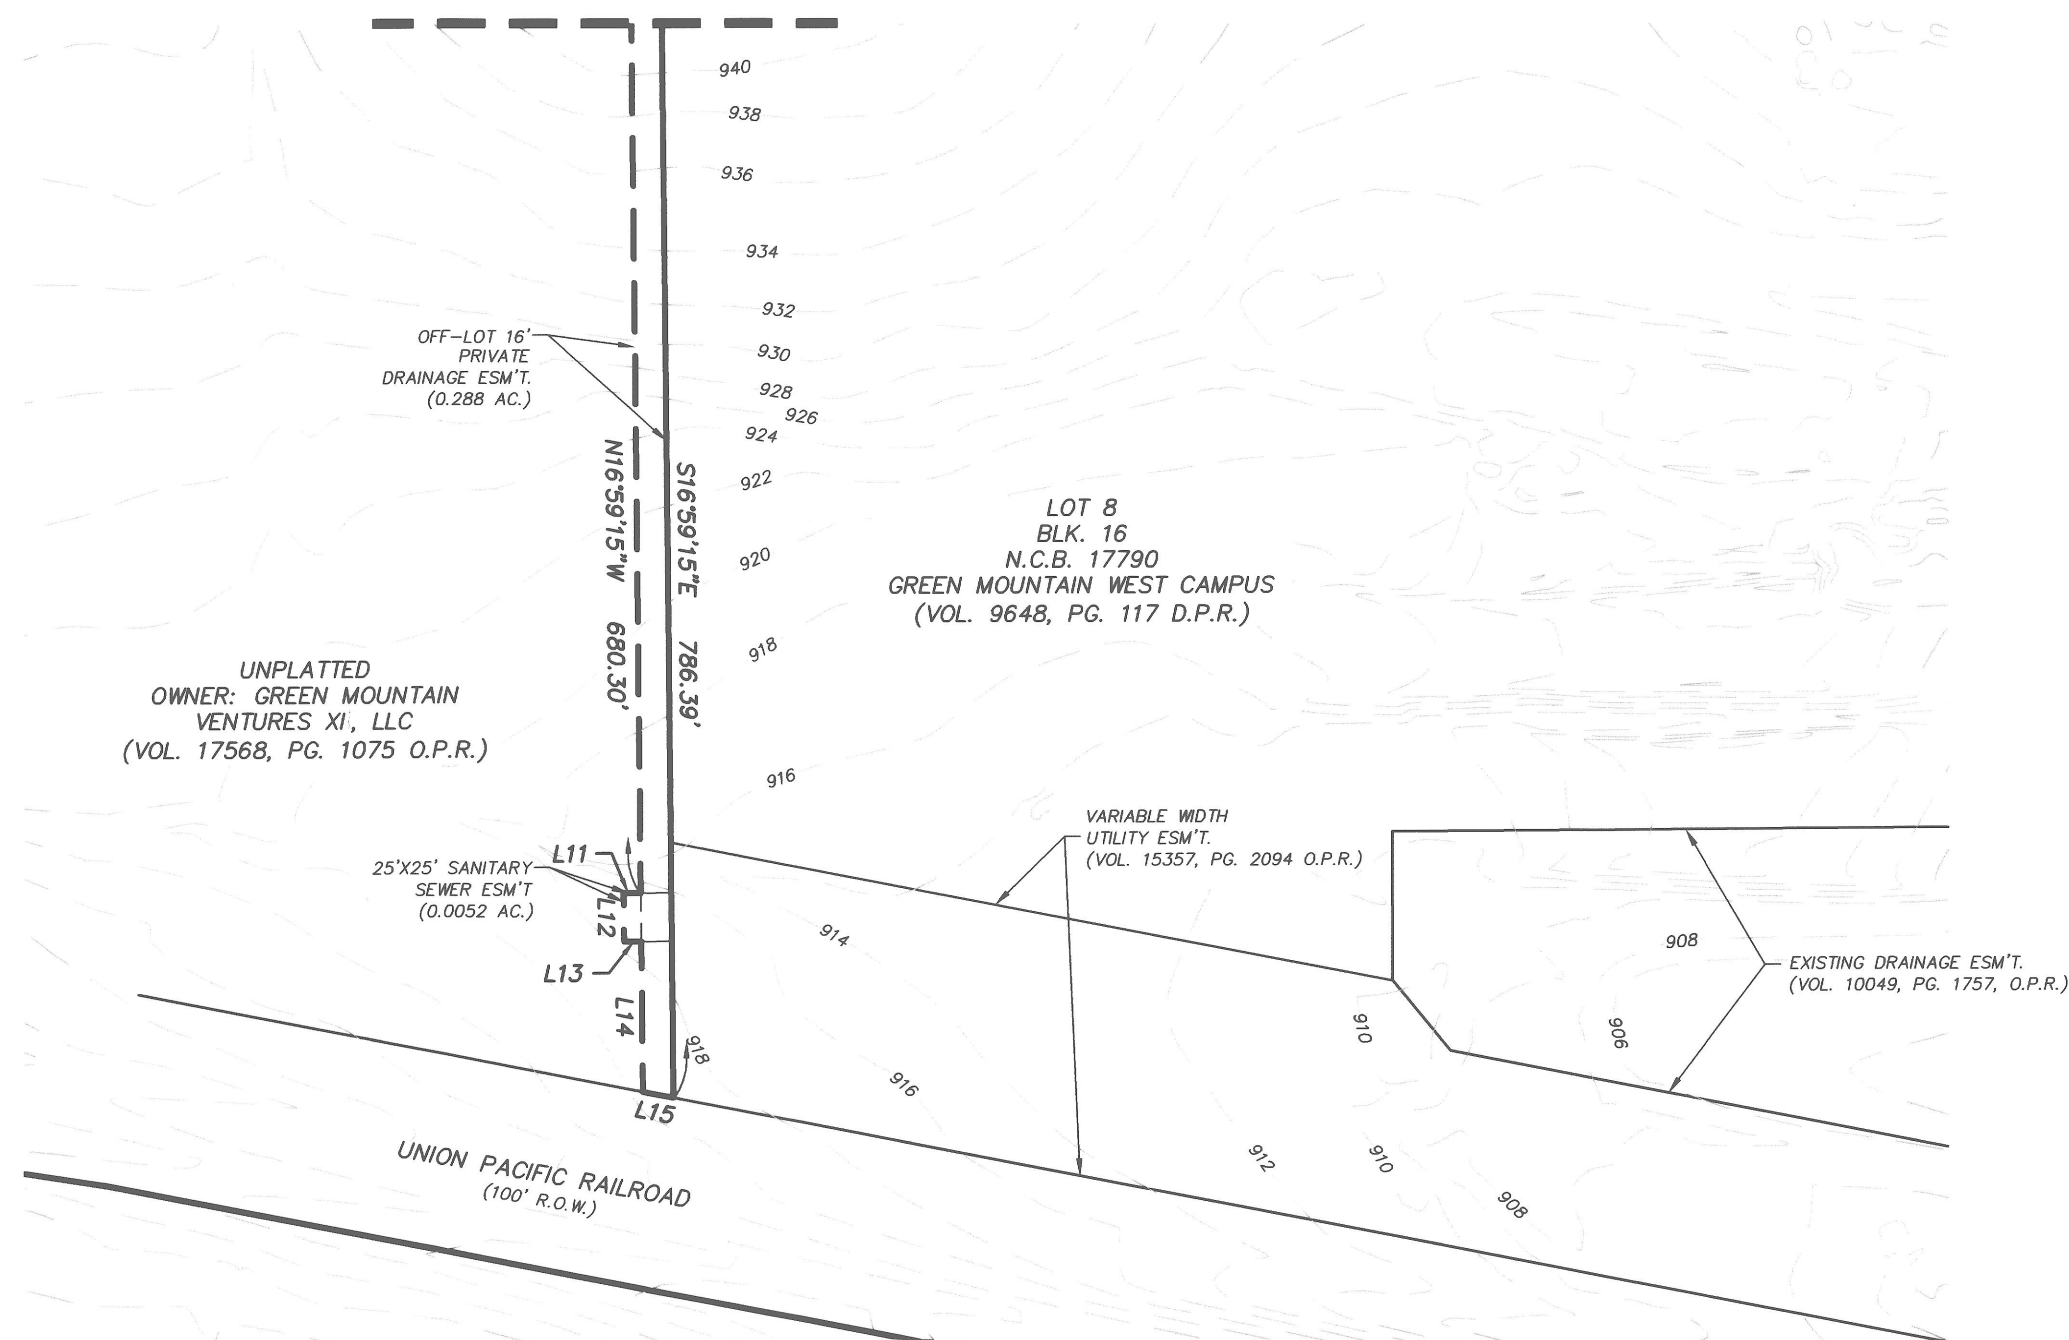 940
938
936
934
932
930
928
926
924
922
920
918
916
OFF-LOT 16'
PRIVATE
DRAINAGE ESM'T.
(0.288 AC.)
N16°59'15"W 680.30'
S16°59'15"E 786.39'
LOT 8
BLK. 16
N.C.B. 17790
GREEN MOUNTAIN WEST CAMPUS
(VOL. 9648, PG. 117 D.P.R.)
UNPLATTED
OWNER: GREEN MOUNTAIN
VENTURES XI, LLC
(VOL. 17568, PG. 1075 O.P.R.)
VARIABLE WIDTH
UTILITY ESM'T.
(VOL. 15357, PG. 2094 O.P.R.)
L11
25'X25' SANITARY
SEWER ESM'T
(0.0052 AC.)
L12
L13
L14
L15
914
918
916
908
EXISTING DRAINAGE ESM'T.
(VOL. 10049, PG. 1757, O.P.R.)
910
906
912
910
908
UNION PACIFIC RAILROAD
(100' R.O.W.)